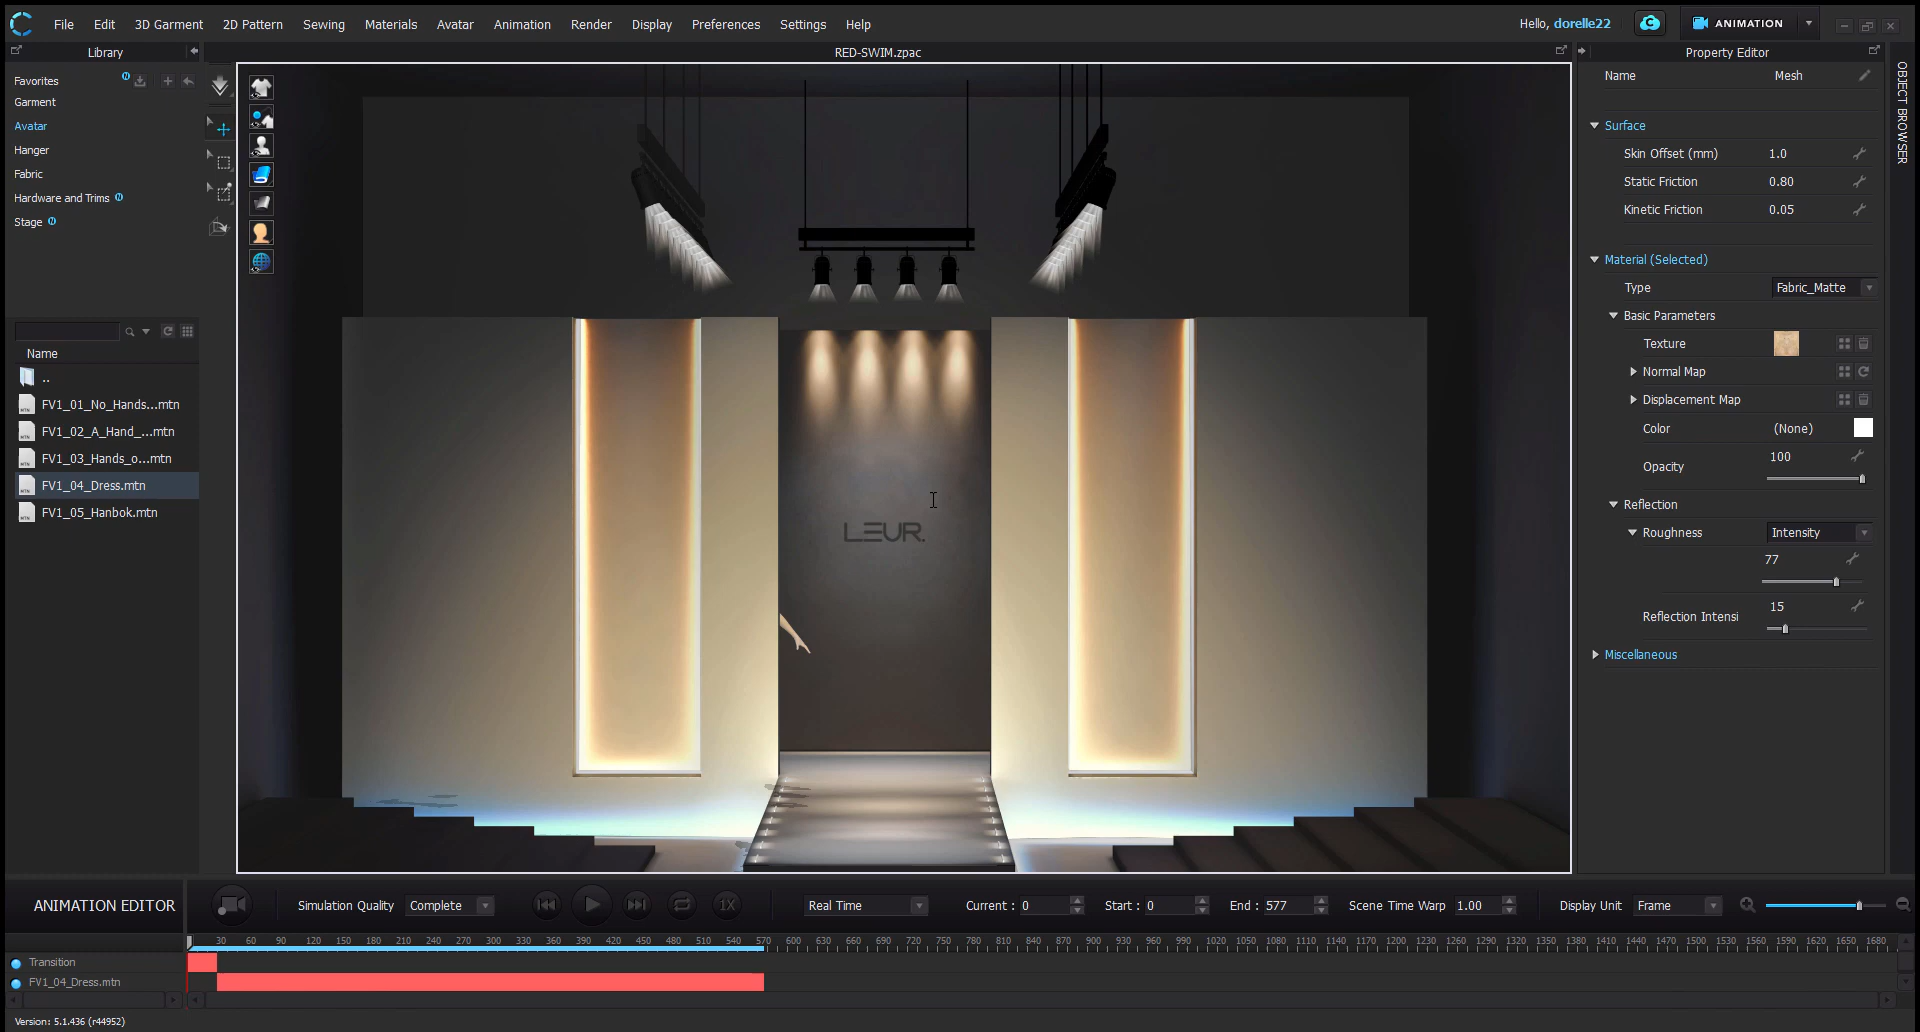 File Edit 3D Garment 2D Pattern Sewing Materials Avatar Animation Render Display Preferences Settings Help Hello, dorelle22 ANIMATION
Library RED-SWIM.zpac Property Editor
OBJECT BROWSER
Favorites
Garment
Avatar
Hanger
Fabric
Hardware and Trims
Stage
Name
..
FV1_01_No_Hands...mtn
FV1_02_A_Hand_...mtn
FV1_03_Hands_o...mtn
FV1_04_Dress.mtn
FV1_05_Hanbok.mtn
LEUR.
Name Mesh
Surface
Skin Offset (mm) 1.0
Static Friction 0.80
Kinetic Friction 0.05
Material (Selected)
Type Fabric_Matte
Basic Parameters
Texture
Normal Map
Displacement Map
Color (None)
Opacity 100
Reflection
Roughness Intensity
77
Reflection Intensi 15
Miscellaneous
ANIMATION EDITOR Simulation Quality Complete 1X Real Time Current : 0 Start : 0 End : 577 Scene Time Warp 1.00 Display Unit Frame
30 60 90 120 150 180 210 240 270 300 330 360 390 420 450 480 510 540 570 600 630 660 690 720 750 780 810 840 870 900 930 960 990 1020 1050 1080 1110 1140 1170 1200 1230 1260 1290 1320 1350 1380 1410 1440 1470 1500 1530 1560 1590 1620 1650 1680
Transition
FV1_04_Dress.mtn
Version: 5.1.436 (r44952)